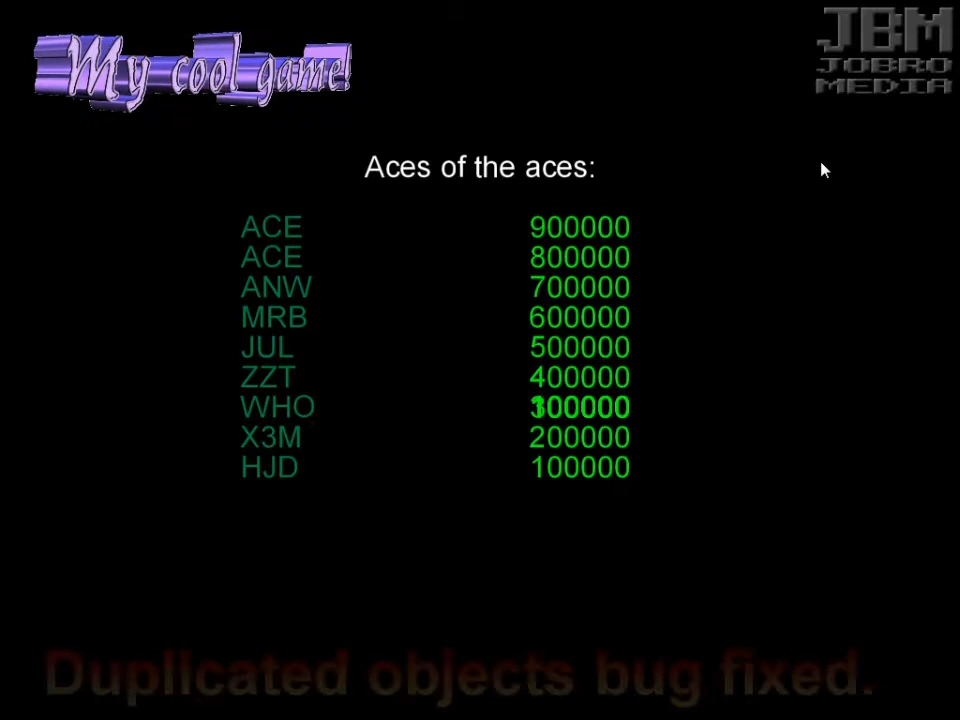 My cool game!
JBM
JOBRO
MEDIA
Aces of the aces:
ACE 900000
ACE 800000
ANW 700000
MRB 600000
JUL 500000
ZZT 400000
WHO
X3M 200000
HJD 100000
Duplicated objects bug fixed.